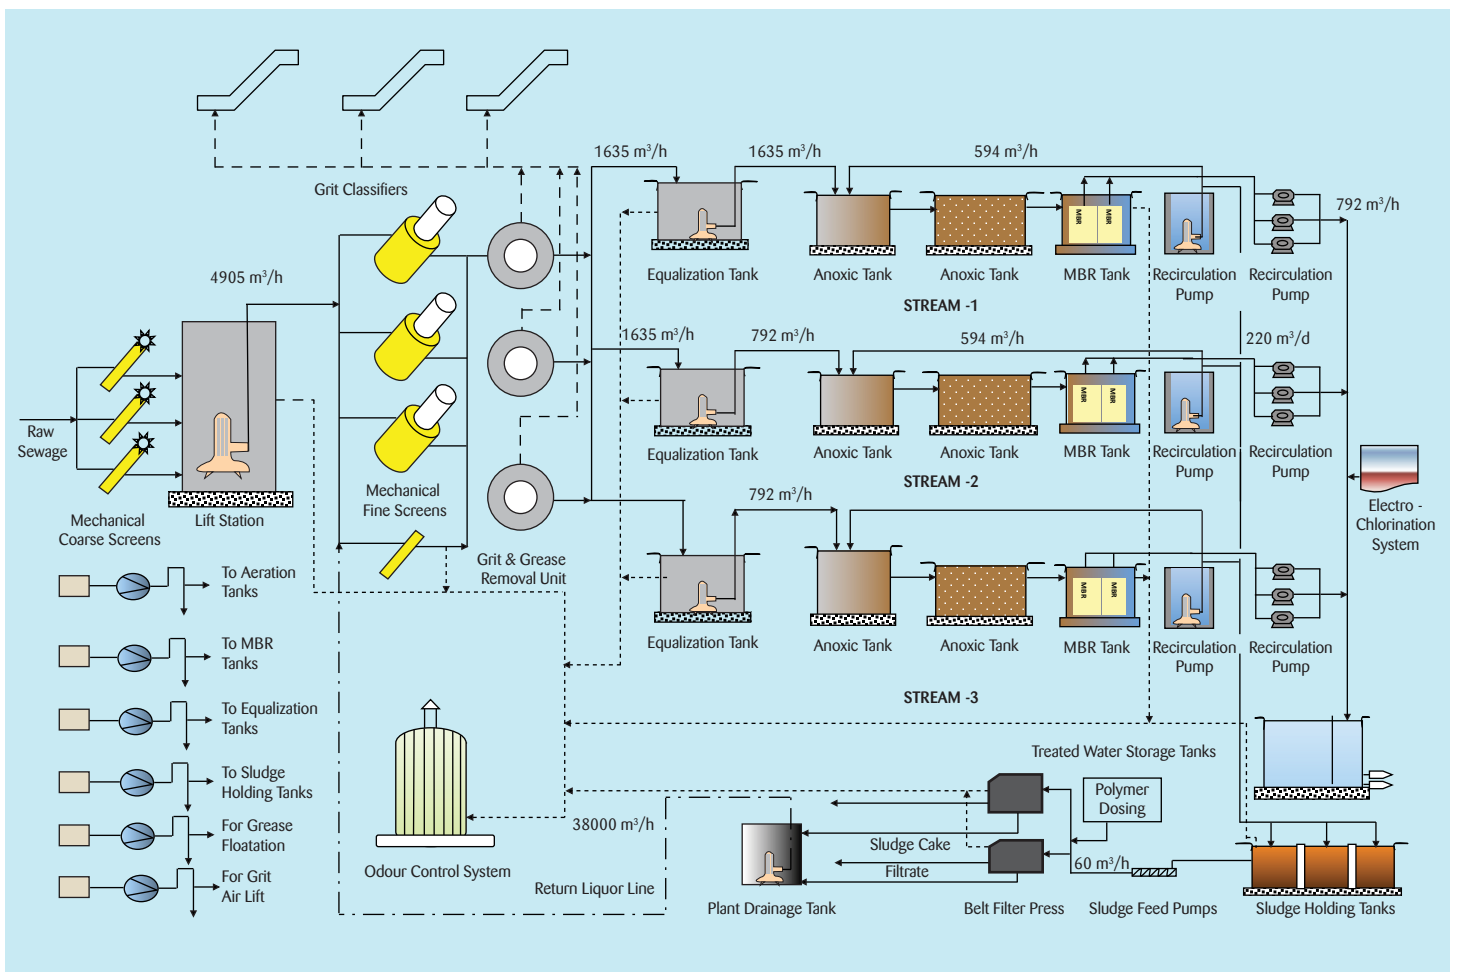 Grit Classifiers
4905 m³/h
Raw
Sewage
Mechanical
Coarse Screens
Lift Station
Mechanical
Fine Screens
Grit & Grease
Removal Unit
1635 m³/h
1635 m³/h
594 m³/h
792 m³/h
Equalization Tank
Anoxic Tank
Anoxic Tank
MBR
MBR
MBR Tank
Recirculation
Pump
Recirculation
Pump
STREAM -1
1635 m³/h
792 m³/h
594 m³/h
220 m³/d
Equalization Tank
Anoxic Tank
Anoxic Tank
MBR
MBR
MBR Tank
Recirculation
Pump
Recirculation
Pump
STREAM -2
792 m³/h
Electro -
Chlorination
System
Equalization Tank
Anoxic Tank
Anoxic Tank
MBR
MBR
MBR Tank
Recirculation
Pump
Recirculation
Pump
STREAM -3
To Aeration
Tanks
To MBR
Tanks
To Equalization
Tanks
To Sludge
Holding Tanks
For Grease
Floatation
For Grit
Air Lift
Odour Control System
38000 m³/h
Return Liquor Line
Treated Water Storage Tanks
Polymer
Dosing
Sludge Cake
Filtrate
60 m³/h
Plant Drainage Tank
Belt Filter Press
Sludge Feed Pumps
Sludge Holding Tanks